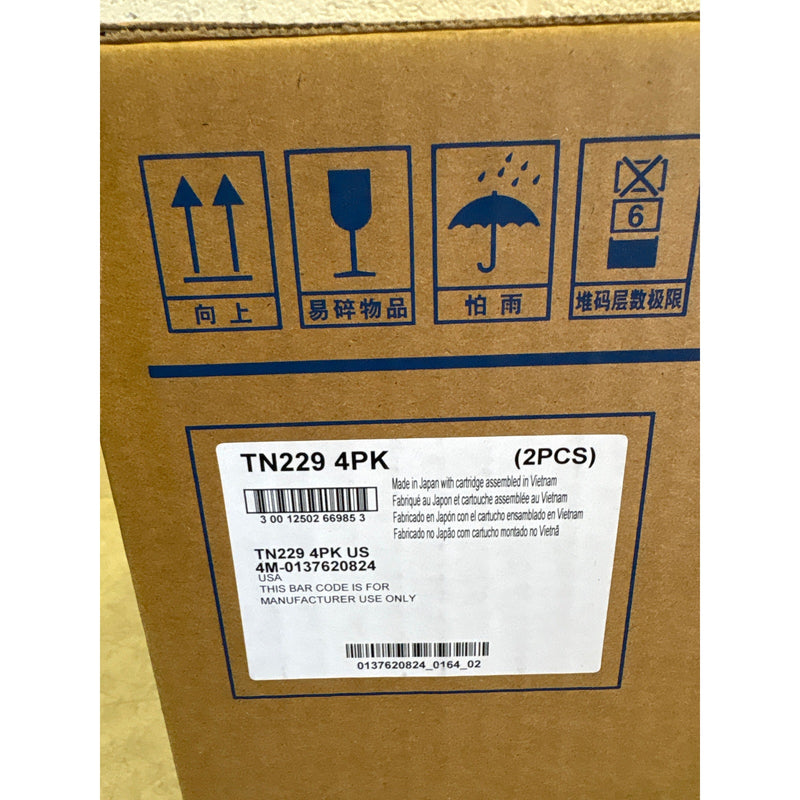 6
向上
易碎物品
怕雨
堆码层数极限
TN229 4PK (2PCS)
Made in Japan with cartridge assembled in Vietnam
Fabriqué au Japon et cartouche assemblée au Vietnam
Fabricado en Japón con el cartucho ensamblado en Vietnam
Fabricado no Japão com cartucho montado no Vietnã
3 00 12502 66985 3
TN229 4PK US
4M-0137620824
USA
THIS BAR CODE IS FOR
MANUFACTURER USE ONLY
0137620824_0164_02